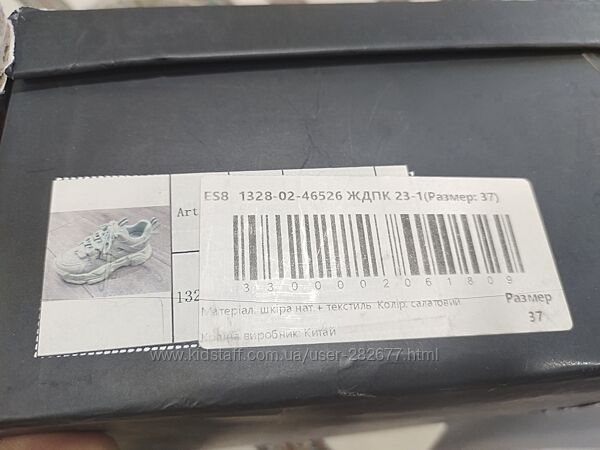 ES8 1328-02-46526 ЖДПК 23-1(Размер: 37)
Art
3300002061809
132
Матеріал. шкіра нат.+ текстиль. Колір. салатовий
Размер
37
Країна виробник: Китай
www.kidstaff.com.ua/user-282677.html